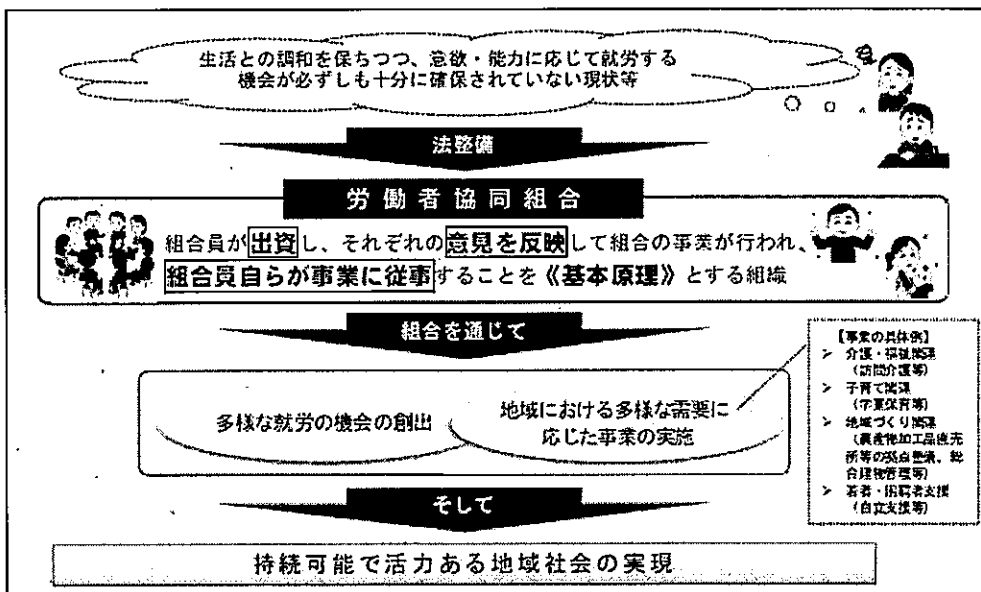 生活との調和を保ちつつ、意欲・能力に応じて就労する
機会が必ずしも十分に確保されていない現状等
法整備
労働者協同組合
組合員が出資し、それぞれの意見を反映して組合の事業が行われ、
組合員自らが事業に従事することを《基本原理》とする組織
組合を通じて
多様な就労の機会の創出
地域における多様な需要に
応じた事業の実施
【事業の具体例】
➢ 介護・福祉関連
(訪問介護等)
➢ 子育て関連
(学童保育等)
➢ 地域づくり関連
(農産物加工品直売
所等の拠点整備、総
合建物管理等)
➢ 若者・困窮者支援
(自立支援等)
そして
持続可能で活力ある地域社会の実現